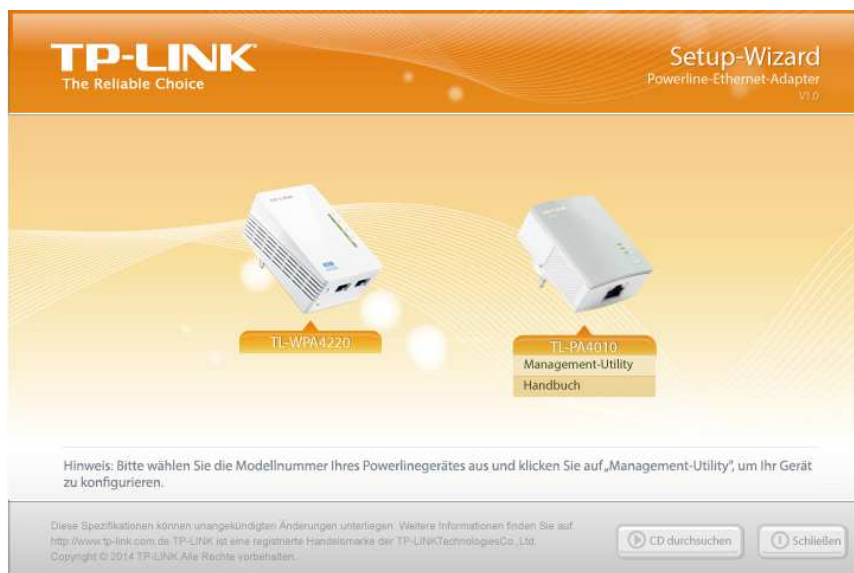 TP-LINK®
The Reliable Choice
Setup-Wizard
Powerline-Ethernet-Adapter
V1.0
TP-LINK
TP-LINK
TL-WPA4220
TL-PA4010
Management-Utility
Handbuch
Hinweis: Bitte wählen Sie die Modellnummer Ihres Powerlinegerätes aus und klicken Sie auf „Management-Utility", um Ihr Gerät
zu konfigurieren.
Diese Spezifikationen können unangekündigten Änderungen unterliegen. Weitere Informationen finden Sie auf
http://www.tp-link.com.de TP-LINK ist eine registrierte Handelsmarke der TP-LINKTechnologiesCo.,Ltd.
Copyright © 2014 TP-LINK.Alle Rechte vorbehalten.
CD durchsuchen
Schließen